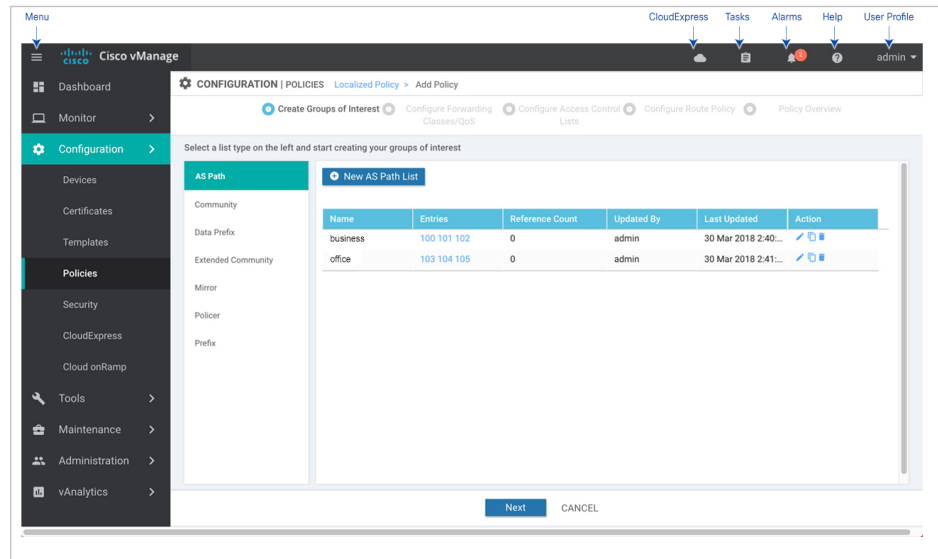 Menu CloudExpress Tasks Alarms Help User Profile
cisco Cisco vManage 2 admin
Dashboard
Monitor
Configuration
Devices
Certificates
Templates
Policies
Security
CloudExpress
Cloud onRamp
Tools
Maintenance
Administration
vAnalytics
CONFIGURATION | POLICIES Localized Policy > Add Policy
Create Groups of Interest Configure Forwarding Classes/QoS Configure Access Control Lists Configure Route Policy Policy Overview
Select a list type on the left and start creating your groups of interest
AS Path
Community
Data Prefix
Extended Community
Mirror
Policer
Prefix
New AS Path List
Name Entries Reference Count Updated By Last Updated Action
business 100 101 102 0 admin 30 Mar 2018 2:40:...
office 103 104 105 0 admin 30 Mar 2018 2:41:...
Next CANCEL